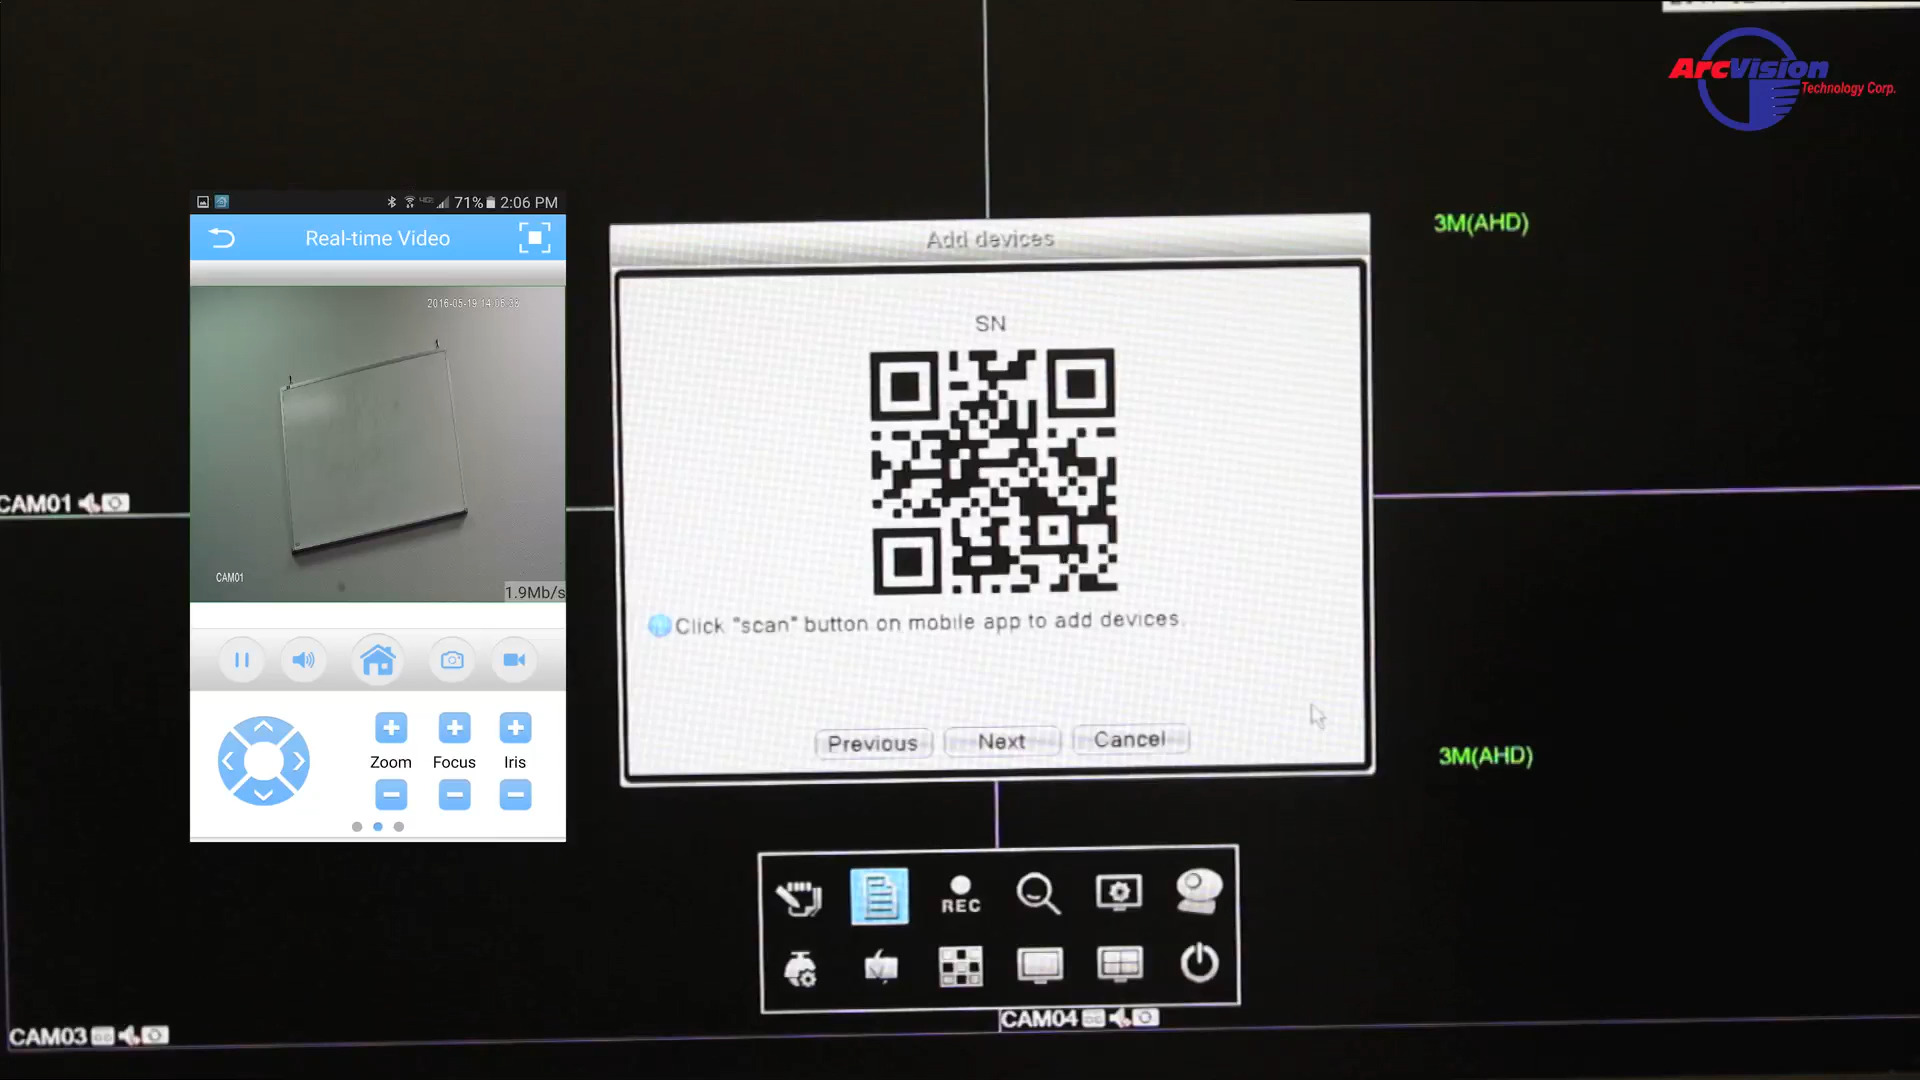 ArcVision
Technology Corp.
71% 2:06 PM
Real-time Video
Add devices
3M(AHD)
SN
CAM01
CAM01
1.9Mb/s
Click "scan" button on mobile app to add devices.
Previous
Next
Cancel
Zoom
Focus
Iris
3M(AHD)
REC
CAM04
CAM03